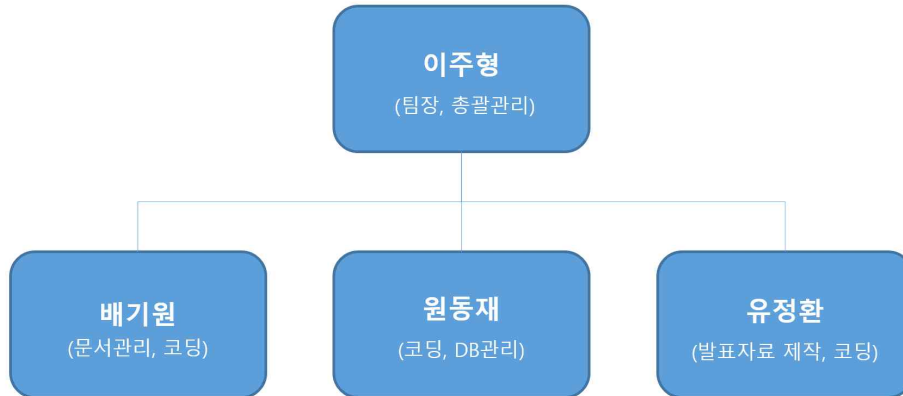 이주형
(팀장, 총괄관리)
배기원
(문서관리, 코딩)
원동재
(코딩, DB관리)
유정환
(발표자료 제작, 코딩)